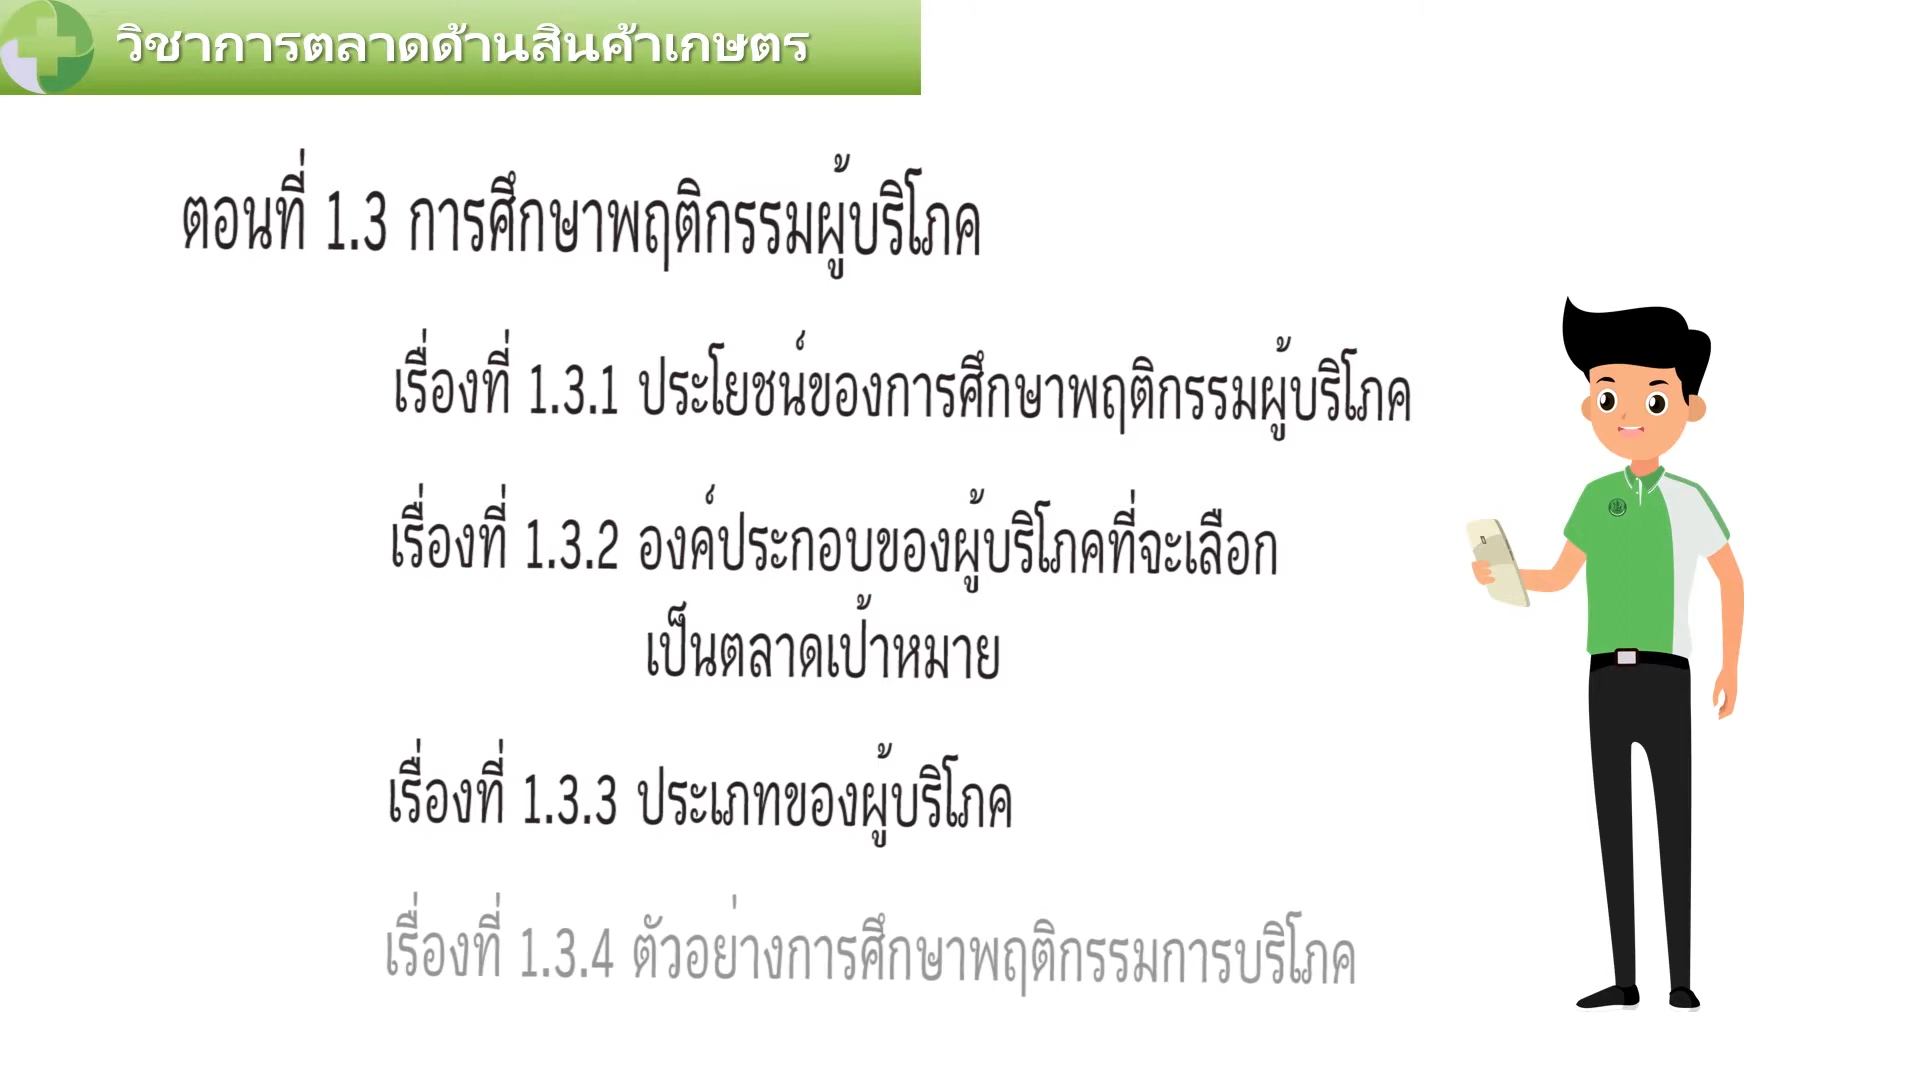 วิชาการตลาดด้านสินค้าเกษตร
ตอนที่ 1.3 การศึกษาพฤติกรรมผู้บริโภค
เรื่องที่ 1.3.1 ประโยชน์ของการศึกษาพฤติกรรมผู้บริโภค
เรื่องที่ 1.3.2 องค์ประกอบของผู้บริโภคที่จะเลือก
เป็นตลาดเป้าหมาย
เรื่องที่ 1.3.3 ประเภทของผู้บริโภค
เรื่องที่ 1.3.4 ตัวอย่างการศึกษาพฤติกรรมการบริโภค